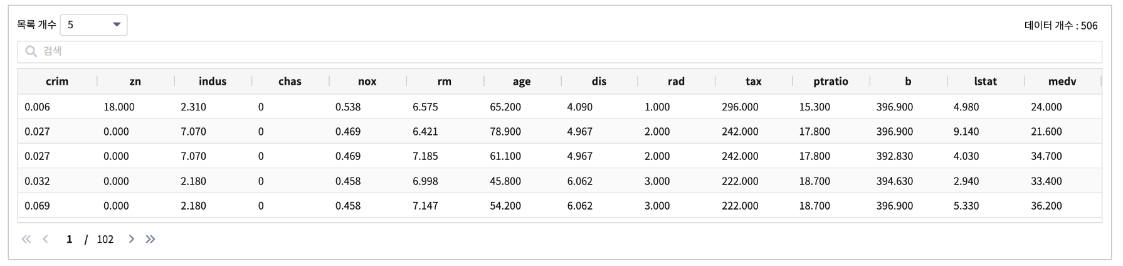 목록 개수 5 데이터 개수 : 506
검색
crim zn indus chas nox rm age dis rad tax ptratio b lstat medv
0.006 18.000 2.310 0 0.538 6.575 65.200 4.090 1.000 296.000 15.300 396.900 4.980 24.000
0.027 0.000 7.070 0 0.469 6.421 78.900 4.967 2.000 242.000 17.800 396.900 9.140 21.600
0.027 0.000 7.070 0 0.469 7.185 61.100 4.967 2.000 242.000 17.800 392.830 4.030 34.700
0.032 0.000 2.180 0 0.458 6.998 45.800 6.062 3.000 222.000 18.700 394.630 2.940 33.400
0.069 0.000 2.180 0 0.458 7.147 54.200 6.062 3.000 222.000 18.700 396.900 5.330 36.200
1 / 102